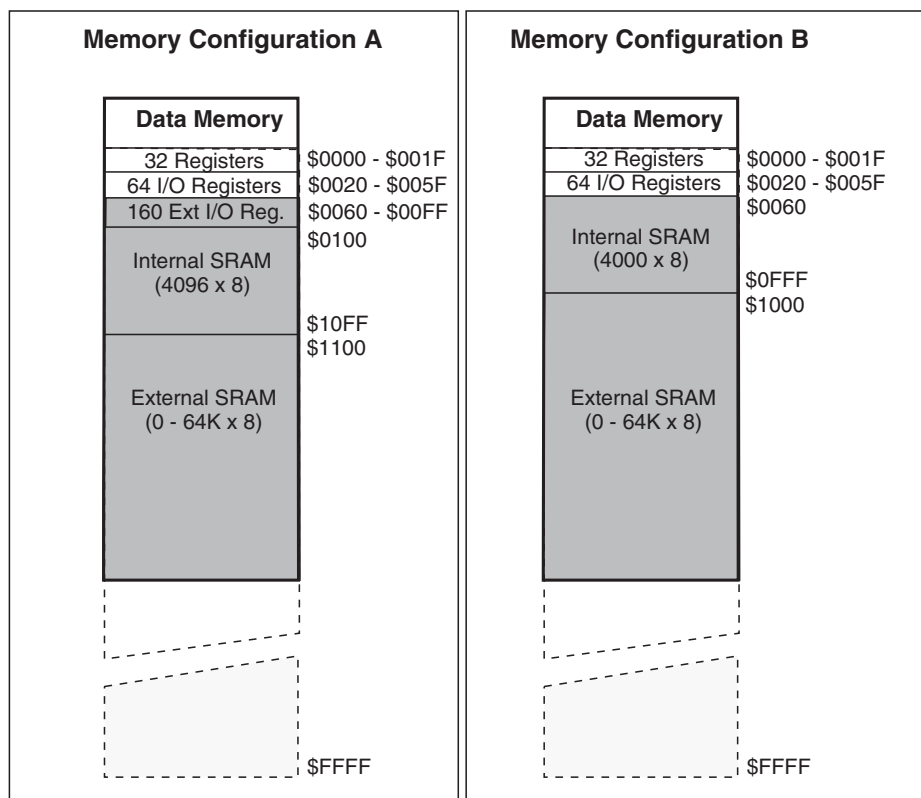 Memory Configuration A
Data Memory
32 Registers
$0000 - $001F
64 I/O Registers
$0020 - $005F
160 Ext I/O Reg.
$0060 - $00FF
$0100
Internal SRAM
(4096 x 8)
$10FF
$1100
External SRAM
(0 - 64K x 8)
$FFFF
Memory Configuration B
Data Memory
32 Registers
$0000 - $001F
64 I/O Registers
$0020 - $005F
$0060
Internal SRAM
(4000 x 8)
$0FFF
$1000
External SRAM
(0 - 64K x 8)
$FFFF